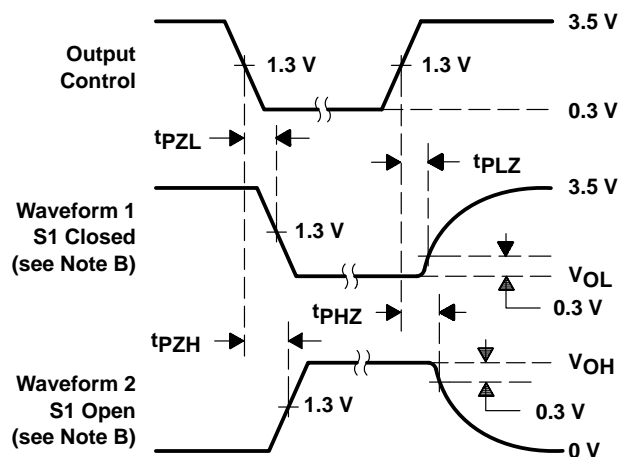 3.5 V
Output
Control
1.3 V
1.3 V
0.3 V
tPZL
tPLZ
3.5 V
Waveform 1
S1 Closed
(see Note B)
1.3 V
VOL
0.3 V
tPHZ
tPZH
VOH
Waveform 2
S1 Open
(see Note B)
1.3 V
0.3 V
0 V